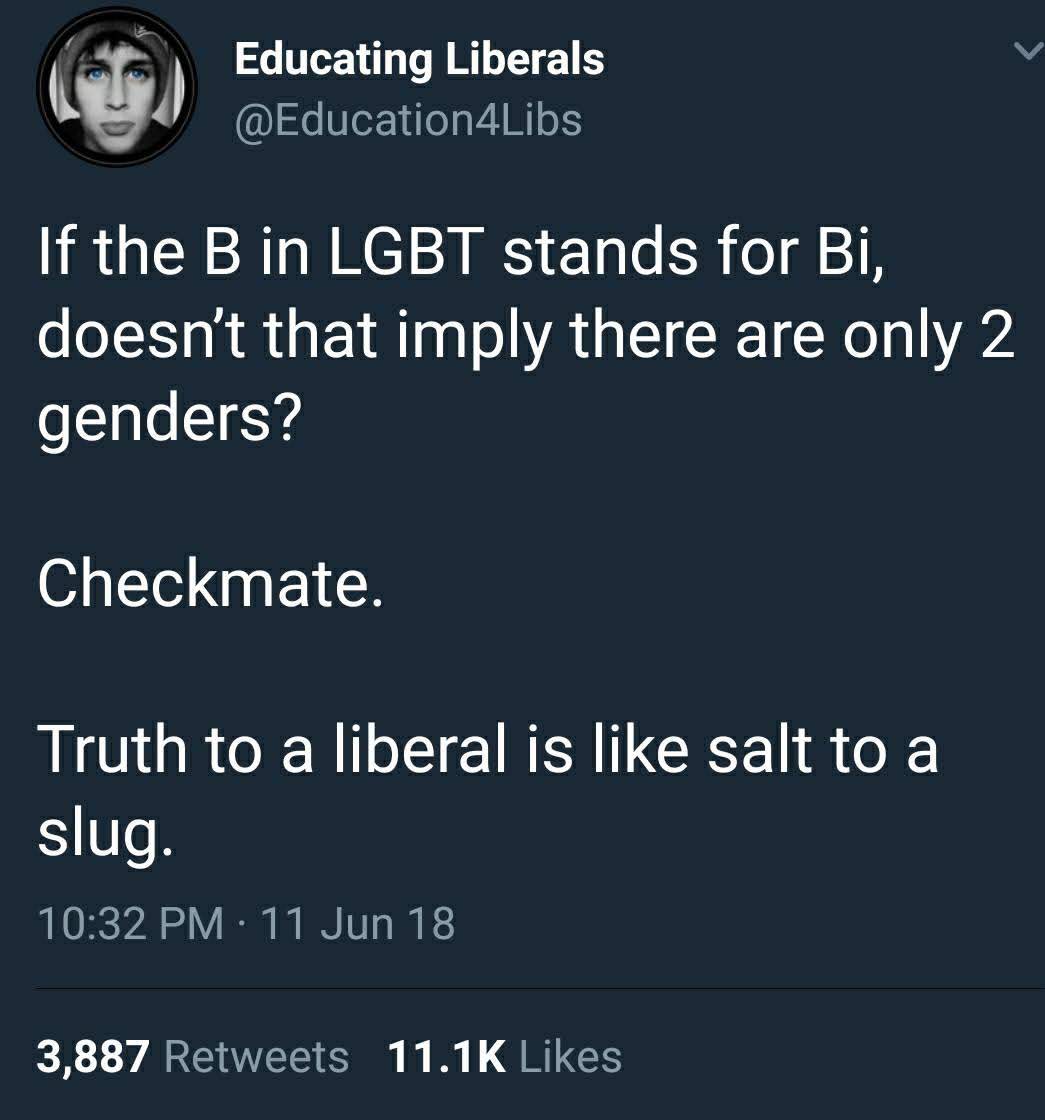 Educating Liberals
@Education4Libs
If the B in LGBT stands for Bi,
doesn’t that imply there are only 2
genders?
Checkmate.
Truth to a liberal is like salt to a
slug.
10:32 PM · 11 Jun 18
3,887 Retweets 11.1K Likes